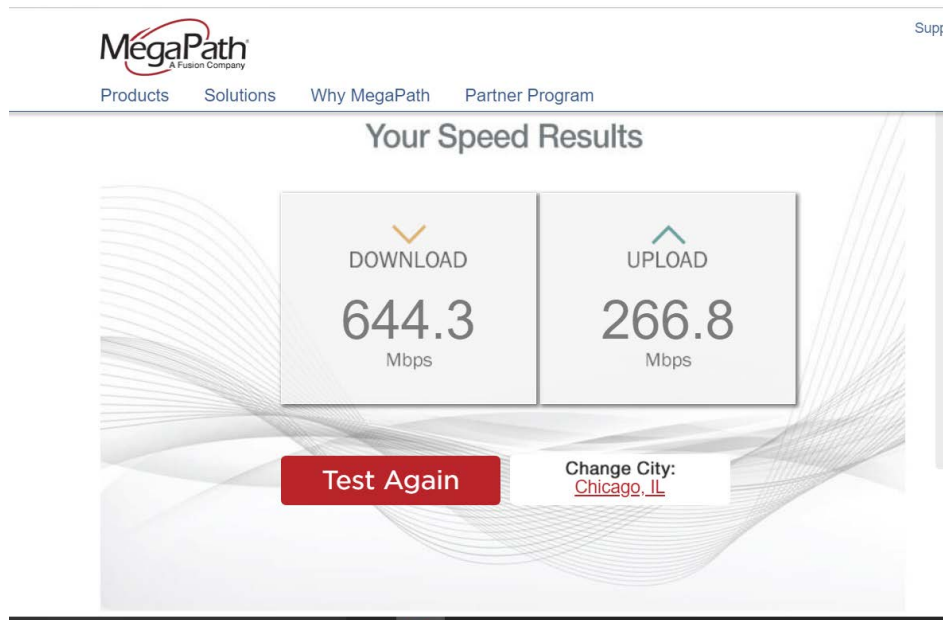 Supp
MegaPath
A Fusion Company
Products Solutions Why MegaPath Partner Program
Your Speed Results
DOWNLOAD UPLOAD
644.3 266.8
Mbps Mbps
Test Again
Change City:
Chicago, IL